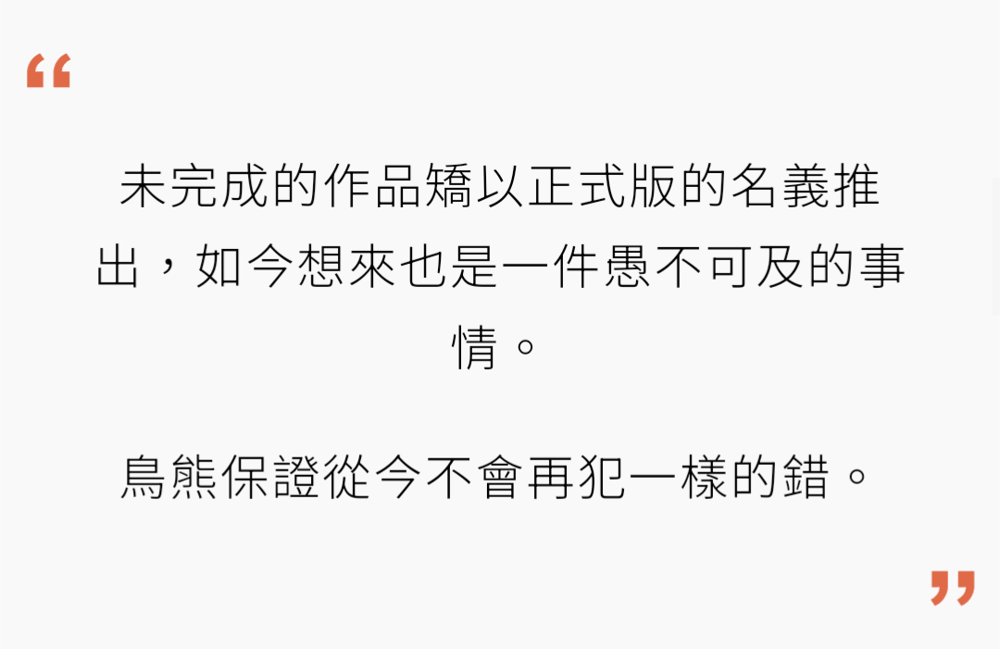 “
未完成的作品矯以正式版的名義推
出，如今想來也是一件愚不可及的事
情。
鳥熊保證從今不會再犯一樣的錯。
”